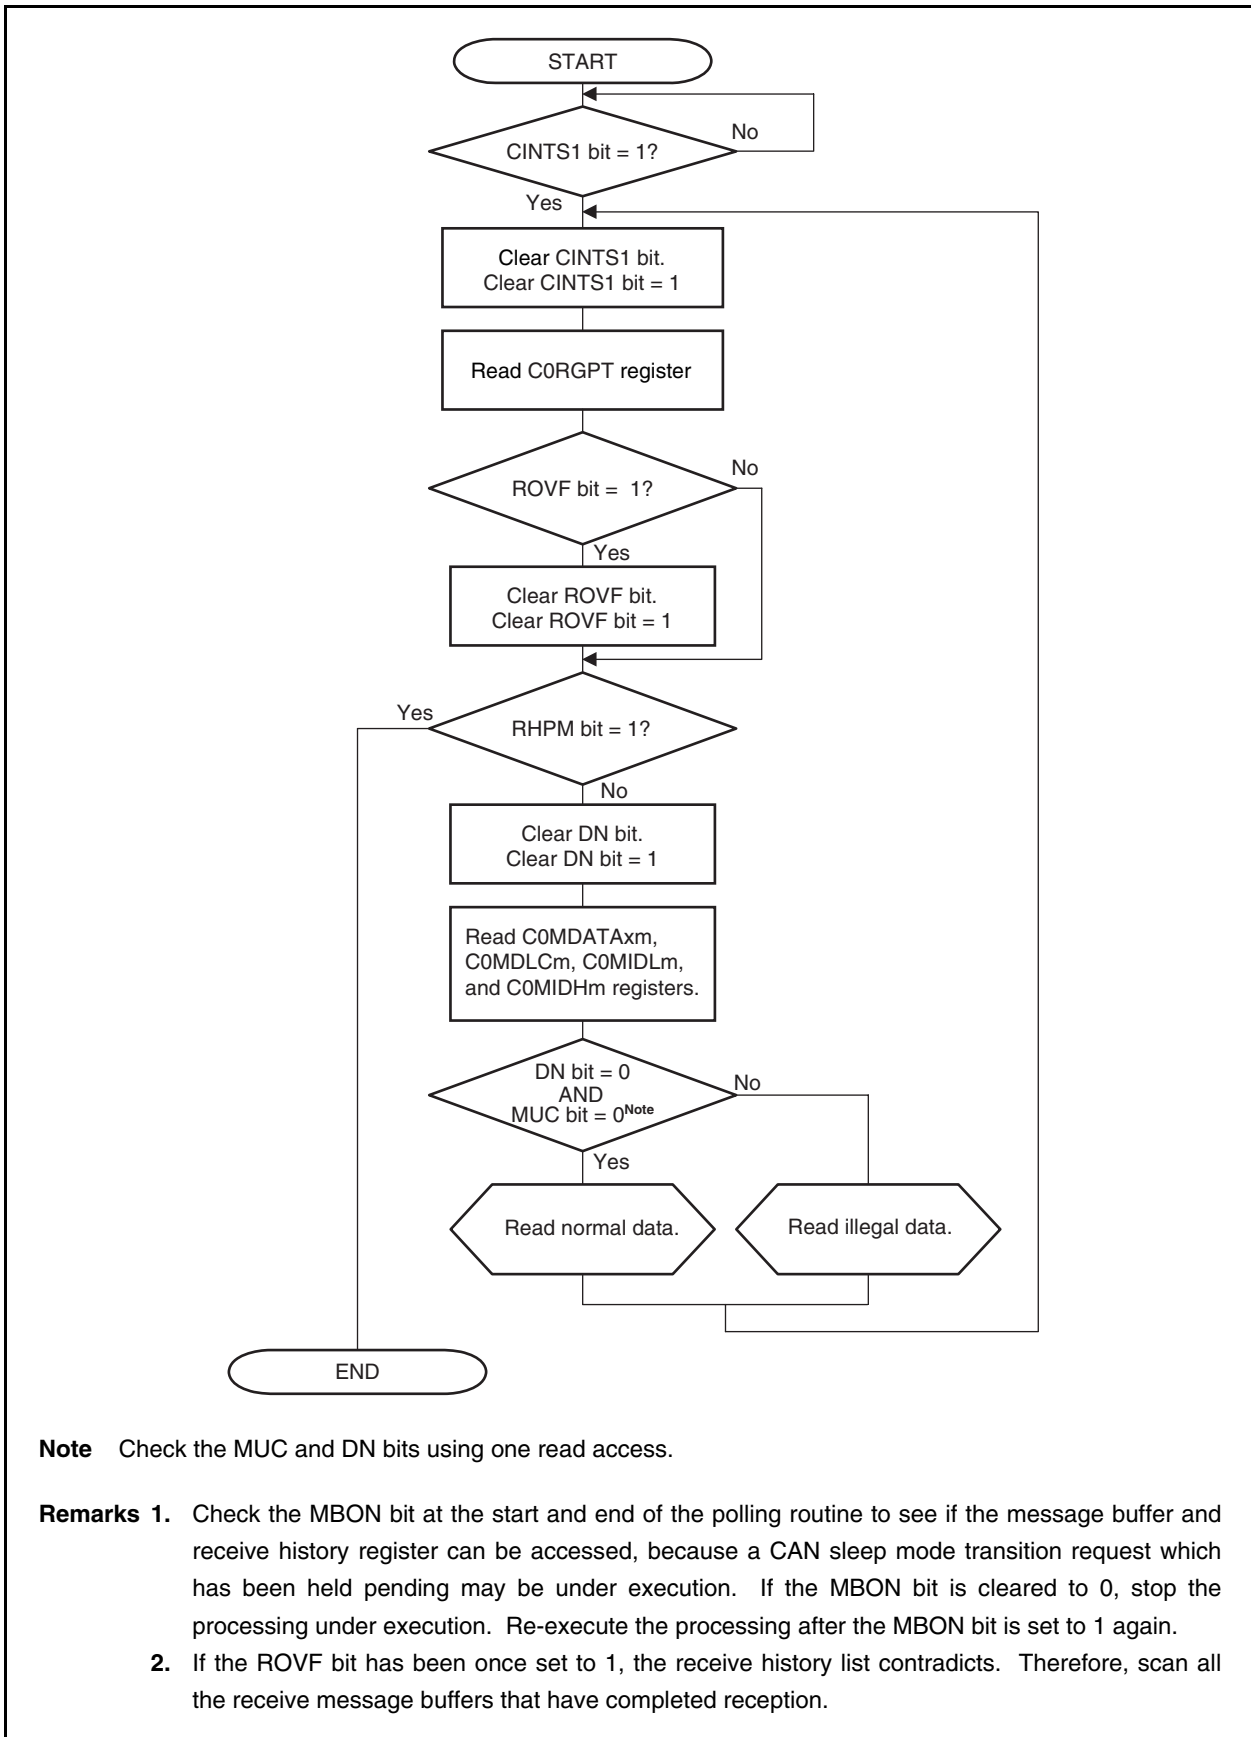 START
CINTS1 bit = 1?
No
Yes
Clear CINTS1 bit.
Clear CINTS1 bit = 1
Read C0RGPT register
ROVF bit = 1?
No
Yes
Clear ROVF bit.
Clear ROVF bit = 1
Yes
RHPM bit = 1?
No
Clear DN bit.
Clear DN bit = 1
Read C0MDATAxm,
C0MDLCm, C0MIDLm,
and C0MIDHm registers.
DN bit = 0
AND
MUC bit = 0Note
No
Yes
Read normal data.
Read illegal data.
END
Note Check the MUC and DN bits using one read access.
Remarks 1. Check the MBON bit at the start and end of the polling routine to see if the message buffer and
receive history register can be accessed, because a CAN sleep mode transition request which
has been held pending may be under execution. If the MBON bit is cleared to 0, stop the
processing under execution. Re-execute the processing after the MBON bit is set to 1 again.
2. If the ROVF bit has been once set to 1, the receive history list contradicts. Therefore, scan all
the receive message buffers that have completed reception.